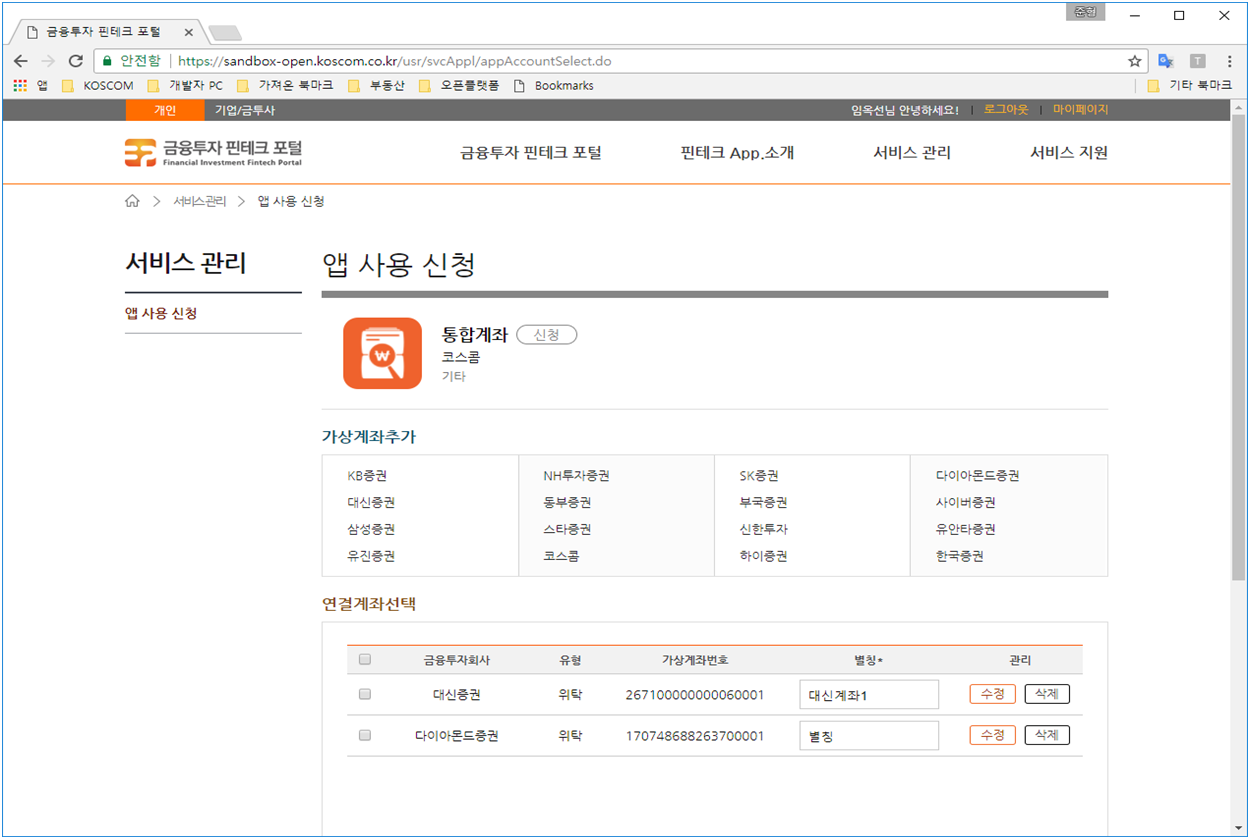 준형
금융투자 핀테크 포털
안전함 https://sandbox-open.koscom.co.kr/usr/svcAppl/appAccountSelect.do
앱 KOSCOM 개발자 PC 가져온 북마크 부동산 오픈플랫폼 Bookmarks 기타 북마크
개인 기업/금투사 임옥선님 안녕하세요! 로그아웃 마이페이지
금융투자 핀테크 포털
Financial Investment Fintech Portal
금융투자 핀테크 포털 핀테크 App.소개 서비스 관리 서비스 지원
서비스관리 앱 사용 신청
서비스 관리
앱 사용 신청
앱 사용 신청
통합계좌 신청
코스콤
기타
가상계좌추가
KB증권 NH투자증권 SK증권 다이아몬드증권
대신증권 동부증권 부국증권 사이버증권
삼성증권 스타증권 신한투자 유안타증권
유진증권 코스콤 하이증권 한국증권
연결계좌선택
금융투자회사 유형 가상계좌번호 별칭* 관리
대신증권 위탁 267100000000060001 대신계좌1 수정 삭제
다이아몬드증권 위탁 170748688263700001 별칭 수정 삭제